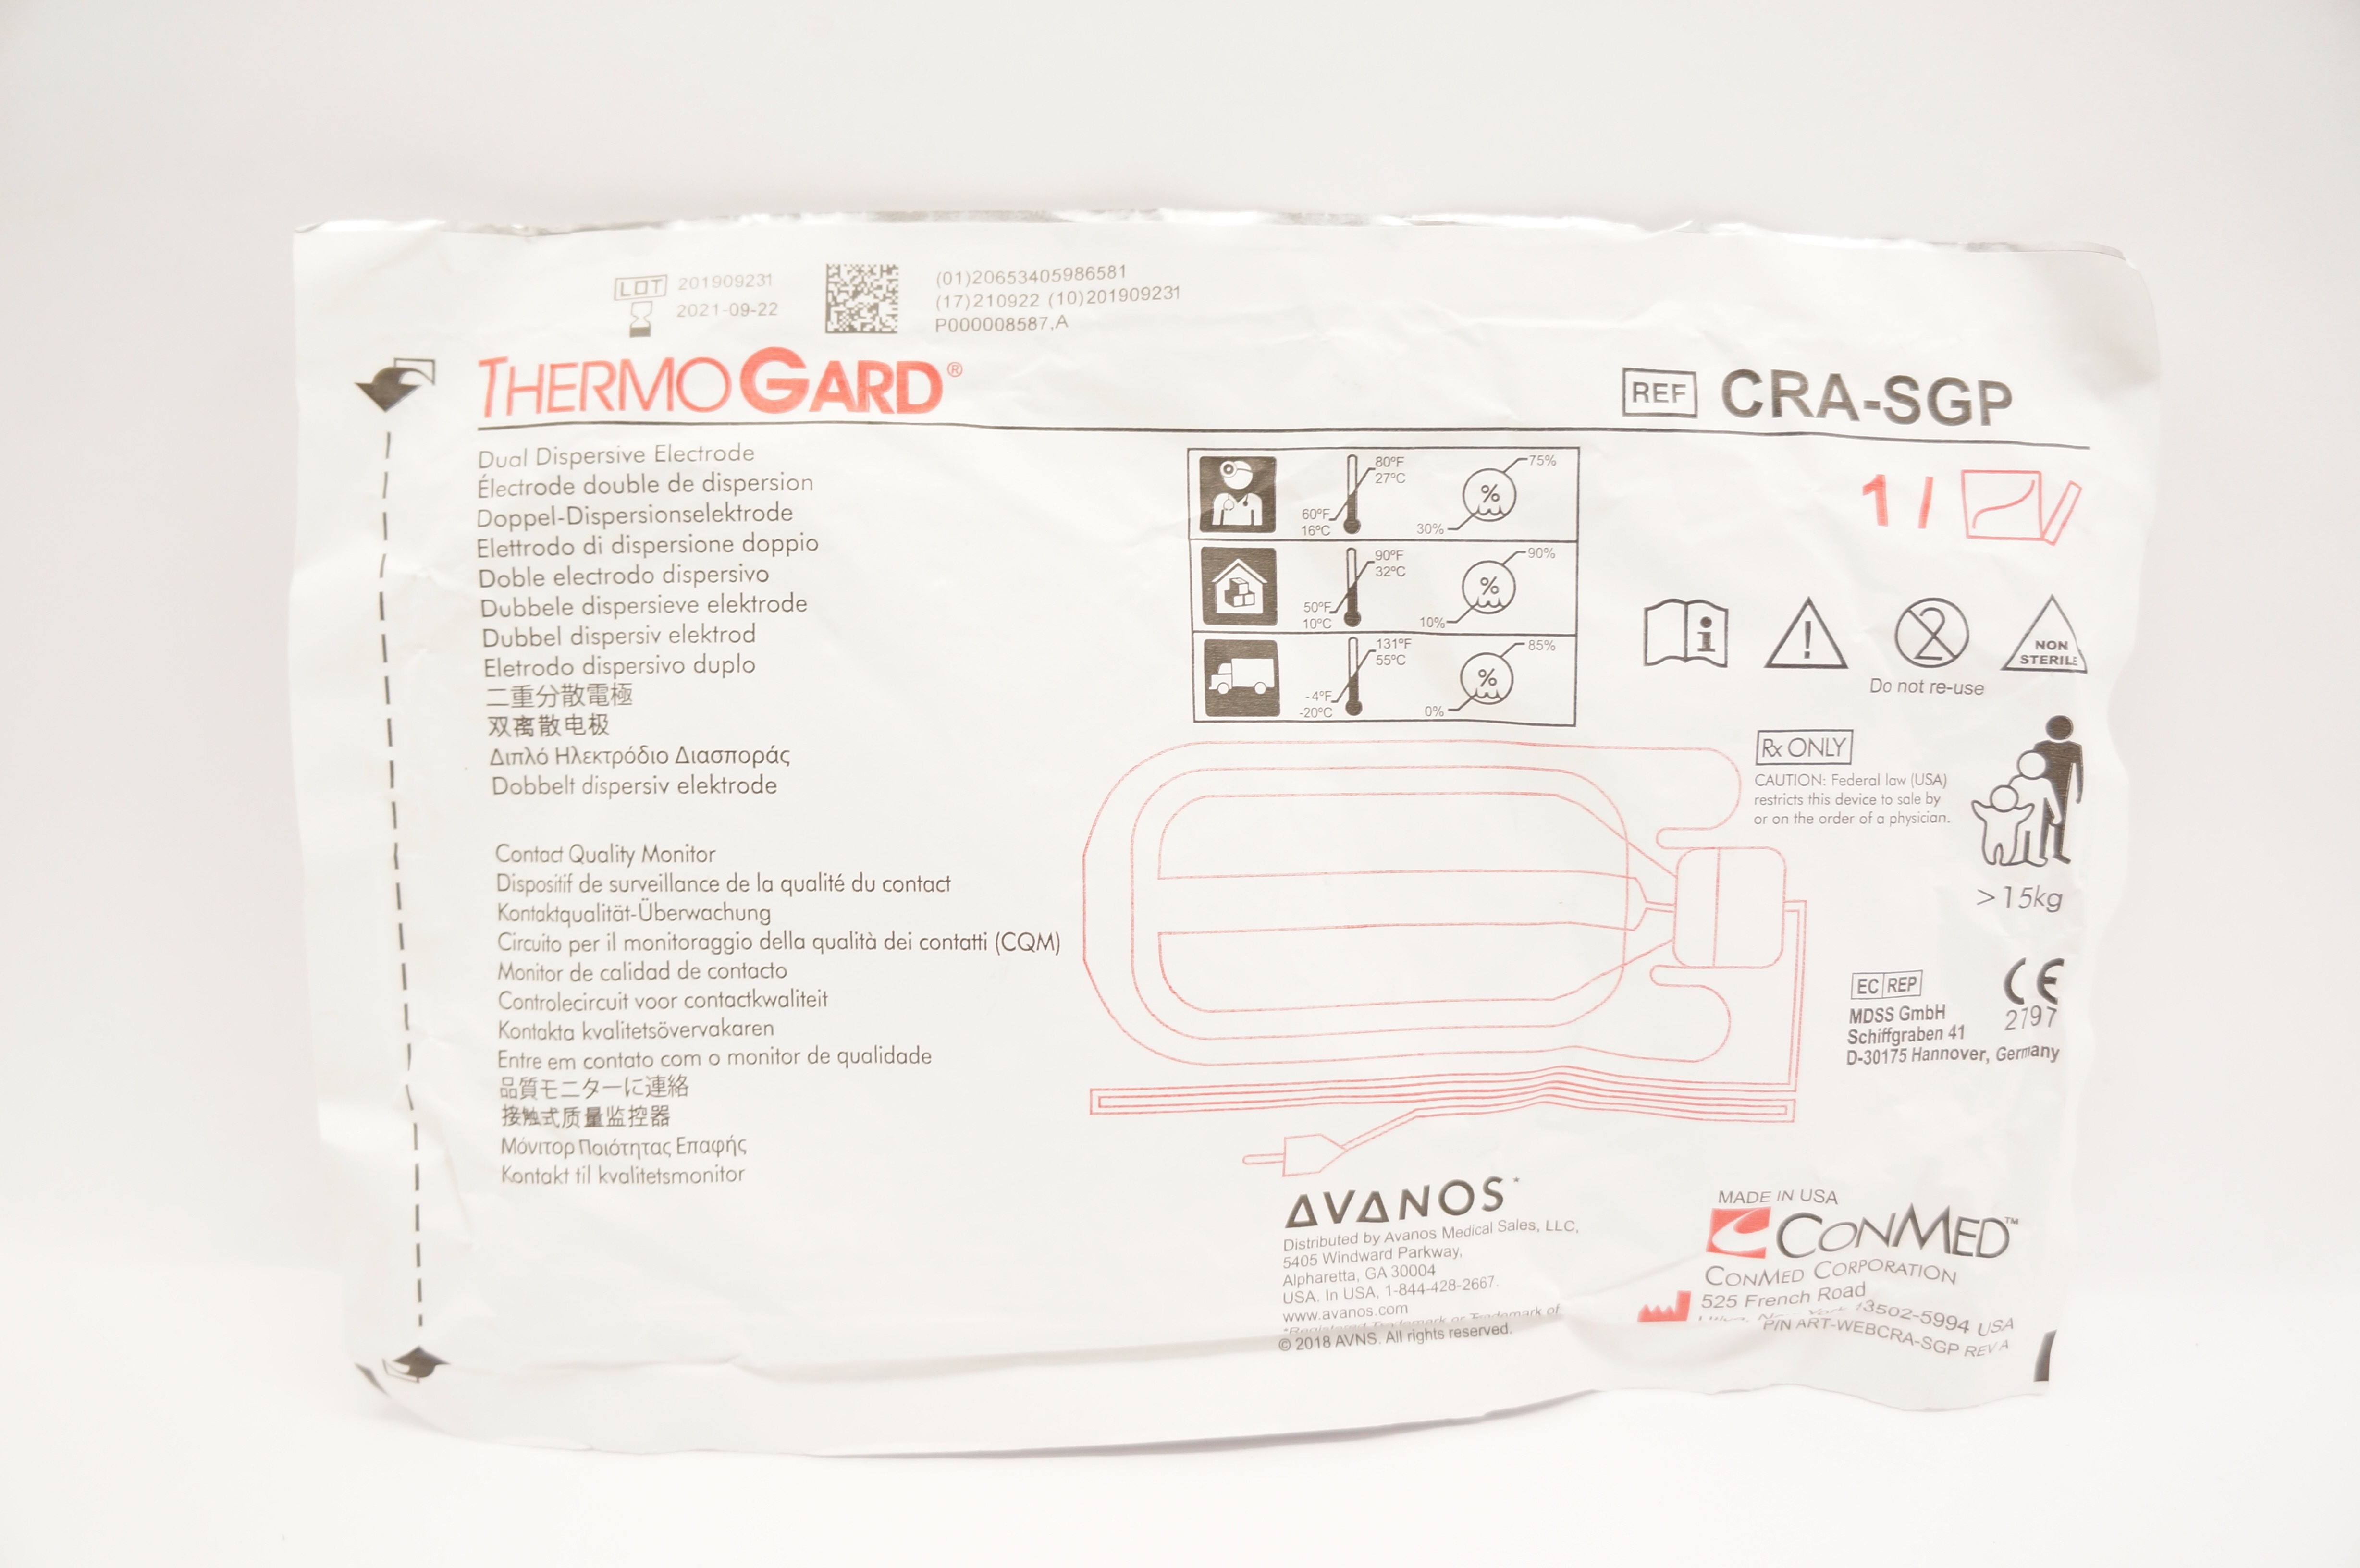 LOT 201909231
2021-09-22
(01)20653405986581
(17)210922 (10)201909231
P000008587,A
THERMOGARD®
REF CRA-SGP
Dual Dispersive Electrode
Électrode double de dispersion
Doppel-Dispersionselektrode
Elettrodo di dispersione doppio
Doble electrodo dispersivo
Dubbele dispersieve elektrode
Dubbel dispersiv elektrod
Eletrodo dispersivo duplo
二重分散電極
双离散电极
Διπλό Ηλεκτρόδιο Διασποράς
Dobbelt dispersiv elektrode
Contact Quality Monitor
Dispositif de surveillance de la qualité du contact
Kontaktqualität-Überwachung
Circuito per il monitoraggio della qualità dei contatti (CQM)
Monitor de calidad de contacto
Controlecircuit voor contactkwaliteit
Kontakta kvalitetsövervakaren
Entre em contato com o monitor de qualidade
品質モニターに連絡
接触式质量监控器
Μόνιτορ Ποιότητας Επαφής
Kontakt til kvalitetsmonitor
80°F
27°C
60°F
16°C
75%
%
30%
90°F
32°C
50°F
10°C
90%
%
10%
131°F
55°C
-4°F
-20°C
85%
%
0%
1 /
i
!
2
NON
STERILE
Do not re-use
Rx ONLY
CAUTION: Federal law (USA)
restricts this device to sale by
or on the order of a physician.
>15kg
EC REP
CE
2797
MDSS GmbH
Schiffgraben 41
D-30175 Hannover, Germany
AVANOS*
Distributed by Avanos Medical Sales, LLC,
5405 Windward Parkway,
Alpharetta, GA 30004
USA. In USA, 1-844-428-2667.
www.avanos.com
*Registered Trademark or Trademark of
© 2018 AVNS. All rights reserved.
MADE IN USA
CONMED™
CONMED CORPORATION
525 French Road
York 13502-5994 USA
P/N ART-WEBCRA-SGP REV A